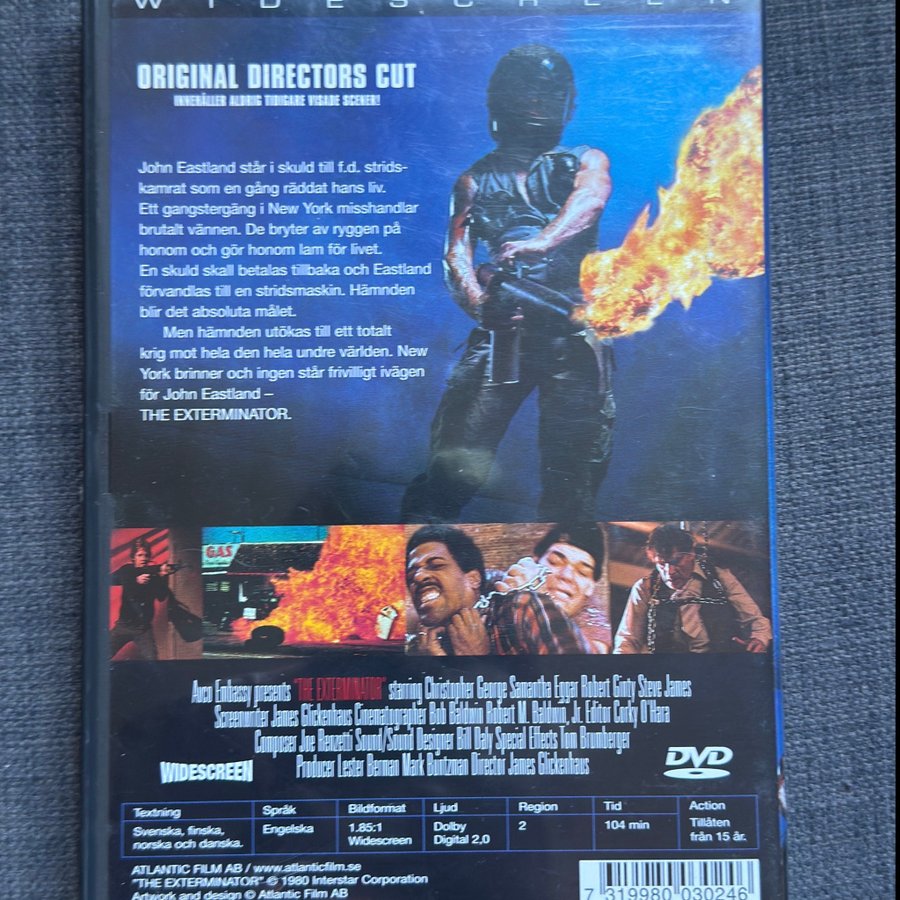 WIDESCREEN
ORIGINAL DIRECTORS CUT
INNEHÅLLER ALDRIG TIDIGARE VISADE SCENER!
John Eastland står i skuld till f.d. strids-
kamrat som en gång räddat hans liv.
Ett gangstergäng i New York misshandlar
brutalt vännen. De bryter av ryggen på
honom och gör honom lam för livet.
En skuld skall betalas tillbaka och Eastland
förvandlas till en stridsmaskin. Hämnden
blir det absoluta målet.
Men hämnden utökas till ett totalt
krig mot hela den hela undre världen. New
York brinner och ingen står frivilligt ivägen
för John Eastland –
THE EXTERMINATOR.
GAS
Avco Embassy presents "THE EXTERMINATOR" starring Christopher George Samantha Eggar Robert Ginty Steve James
Screenwriter James Glickenhaus Cinematographer Bob Baldwin Robert M. Baldwin, Jr. Editor Corky O'Hara
Composer Joe Renzetti Sound/Sound Designer Bill Daly Special Effects Tom Brumberger
Producer Lester Berman Mark Buntzman Director James Glickenhaus
WIDESCREEN
DVD
Textning Språk Bildformat Ljud Region Tid Action
Svenska, finska, Engelska 1.85:1 Dolby 2 104 min Tillåten
norska och danska. Widescreen Digital 2,0 från 15 år.
ATLANTIC FILM AB / www.atlanticfilm.se
"THE EXTERMINATOR" © 1980 Interstar Corporation
Artwork and design © Atlantic Film AB
7 319980 030246